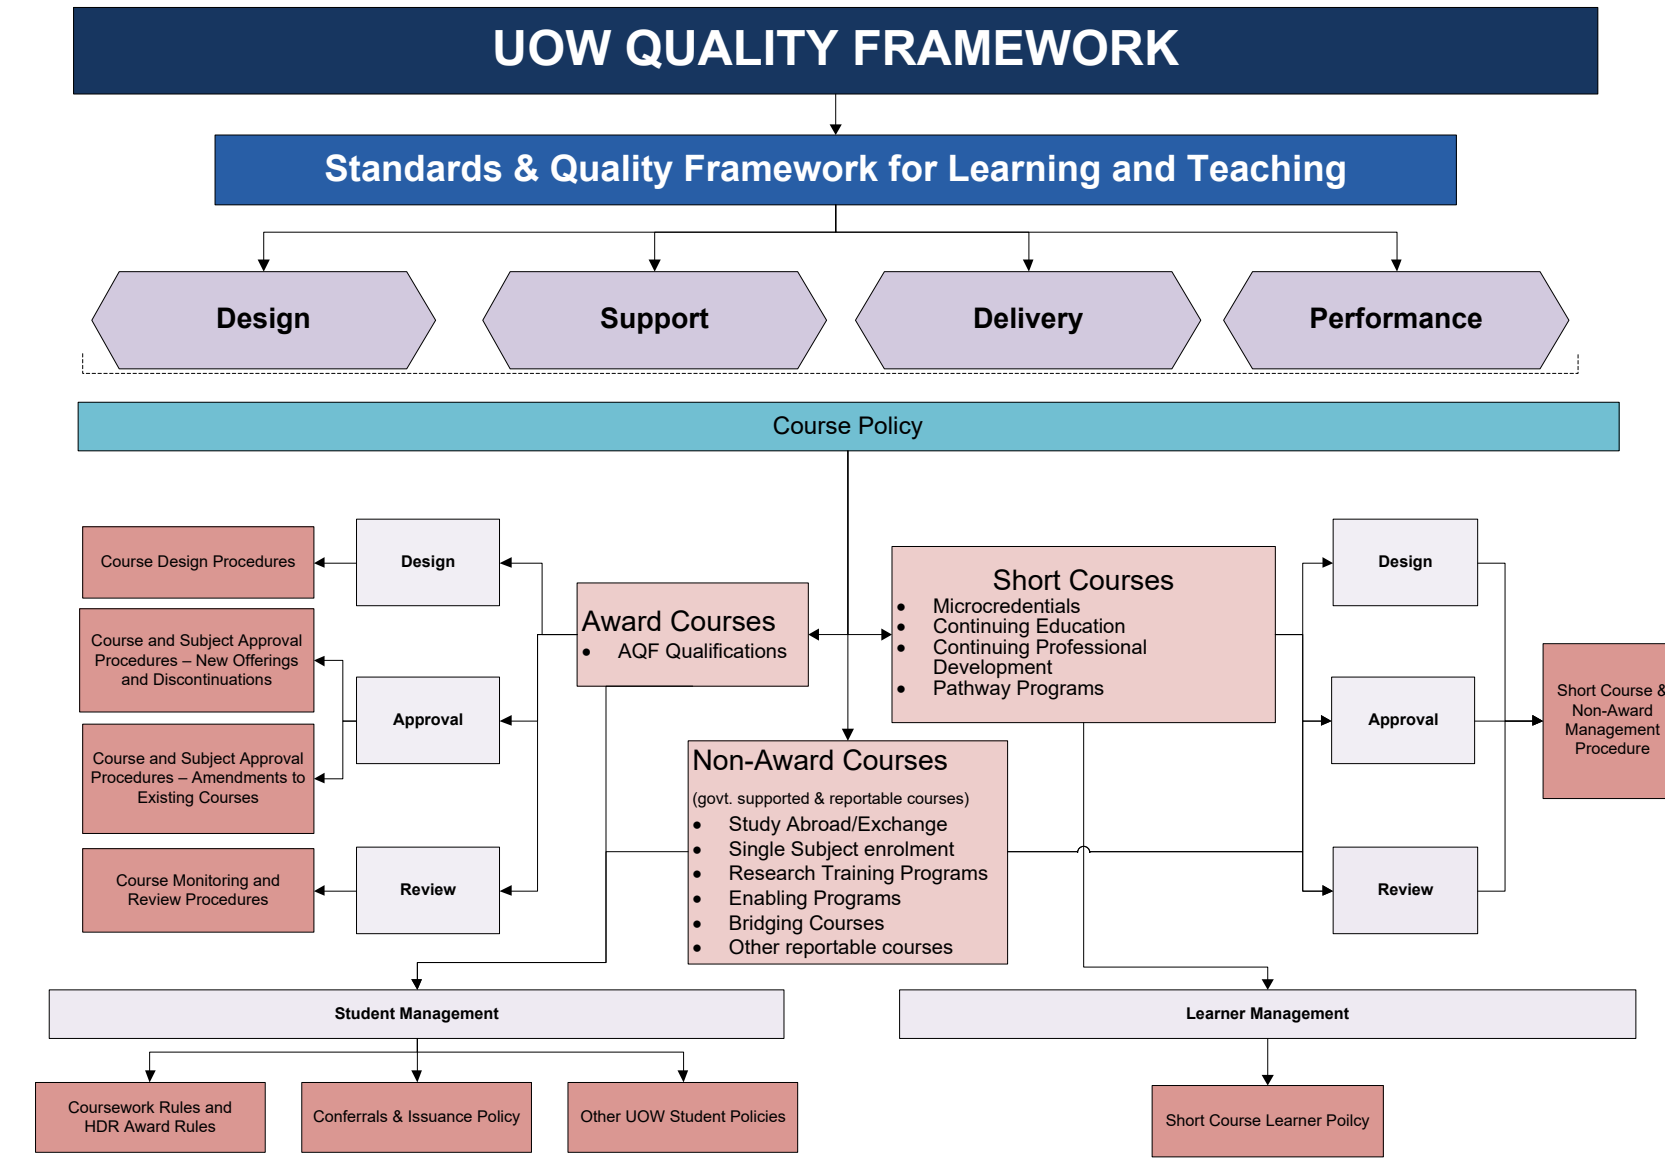 UOW QUALITY FRAMEWORK
Standards & Quality Framework for Learning and Teaching
Design
Support
Delivery
Performance
Course Policy
Course Design Procedures
Design
Course and Subject Approval
Procedures – New Offerings
and Discontinuations
Approval
Course and Subject Approval
Procedures – Amendments to
Existing Courses
Course Monitoring and
Review Procedures
Review
Award Courses
• AQF Qualifications
Short Courses
• Microcredentials
• Continuing Education
• Continuing Professional
Development
• Pathway Programs
Non-Award Courses
(govt. supported & reportable courses)
• Study Abroad/Exchange
• Single Subject enrolment
• Research Training Programs
• Enabling Programs
• Bridging Courses
• Other reportable courses
Design
Approval
Review
Short Course &
Non-Award
Management
Procedure
Student Management
Learner Management
Coursework Rules and
HDR Award Rules
Conferrals & Issuance Policy
Other UOW Student Policies
Short Course Learner Poilcy